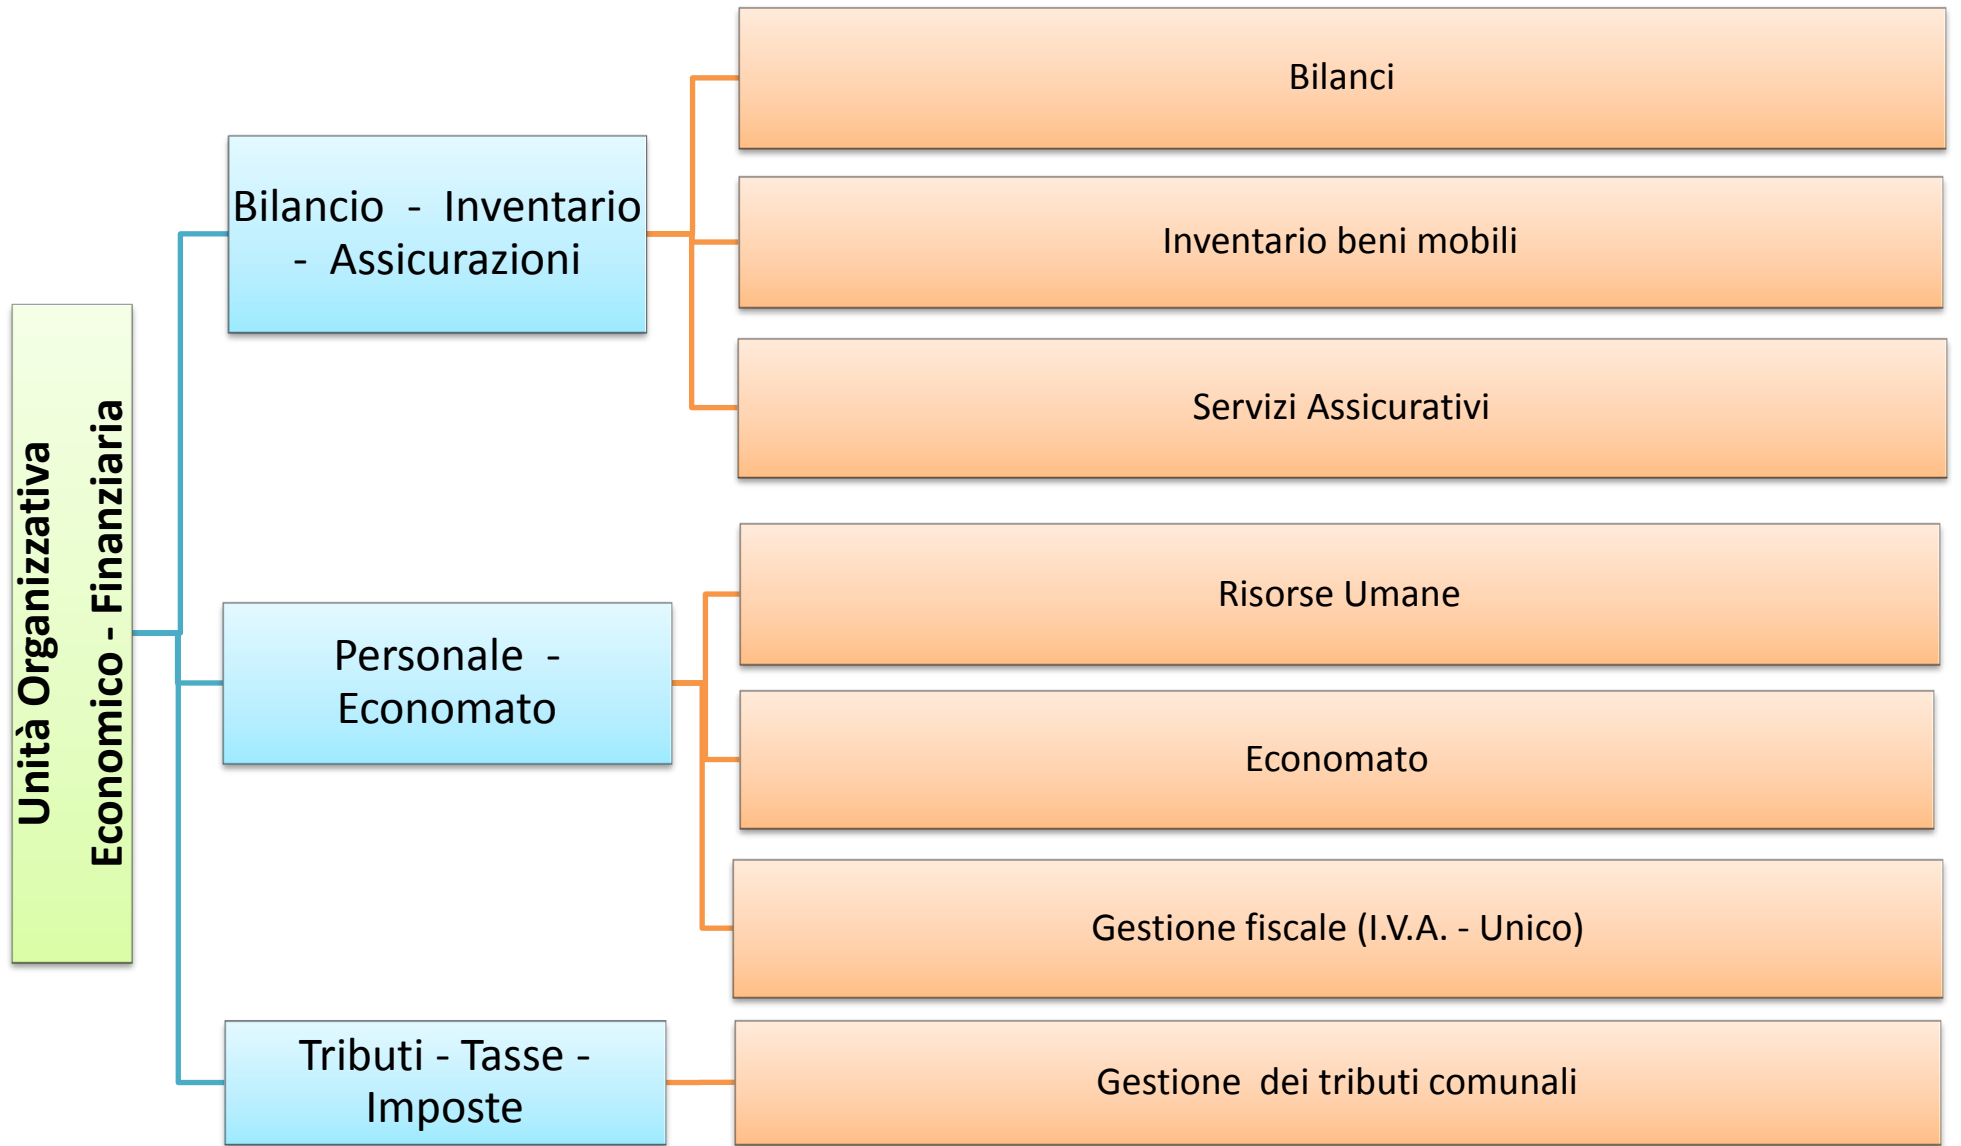 Unità Organizzativa
Economico - Finanziaria
Bilancio - Inventario
- Assicurazioni
Bilanci
Inventario beni mobili
Servizi Assicurativi
Personale -
Economato
Risorse Umane
Economato
Gestione fiscale (I.V.A. - Unico)
Tributi - Tasse -
Imposte
Gestione dei tributi comunali